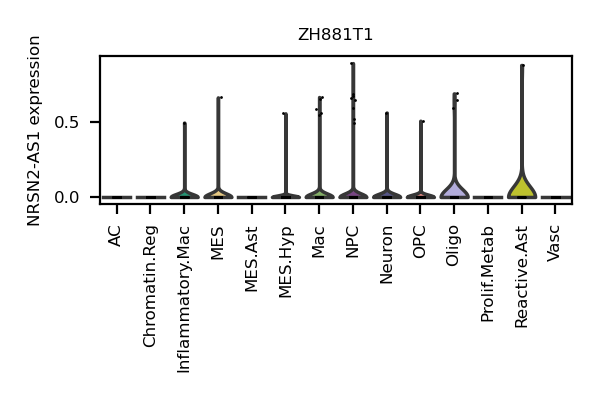 ZH881T1
NRSN2-AS1 expression
0.5
0.0
AC
Chromatin.Reg
Inflammatory.Mac
MES
MES.Ast
MES.Hyp
Mac
NPC
Neuron
OPC
Oligo
Prolif.Metab
Reactive.Ast
Vasc